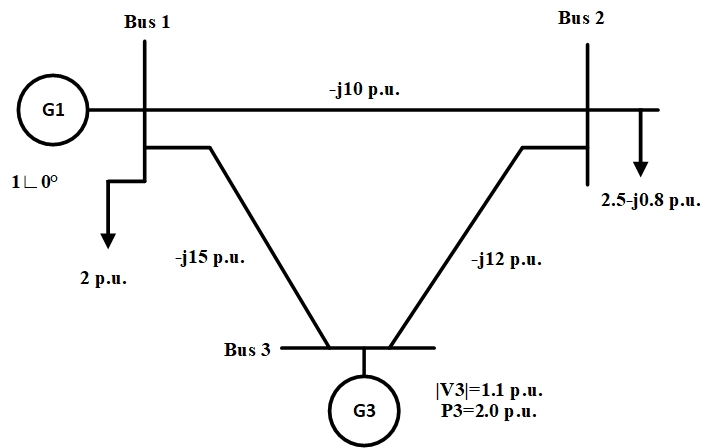 Bus 1
Bus 2
-j10 p.u.
G1
1∟0°
2.5-j0.8 p.u.
-j15 p.u.
-j12 p.u.
2 p.u.
Bus 3
|V3|=1.1 p.u.
P3=2.0 p.u.
G3